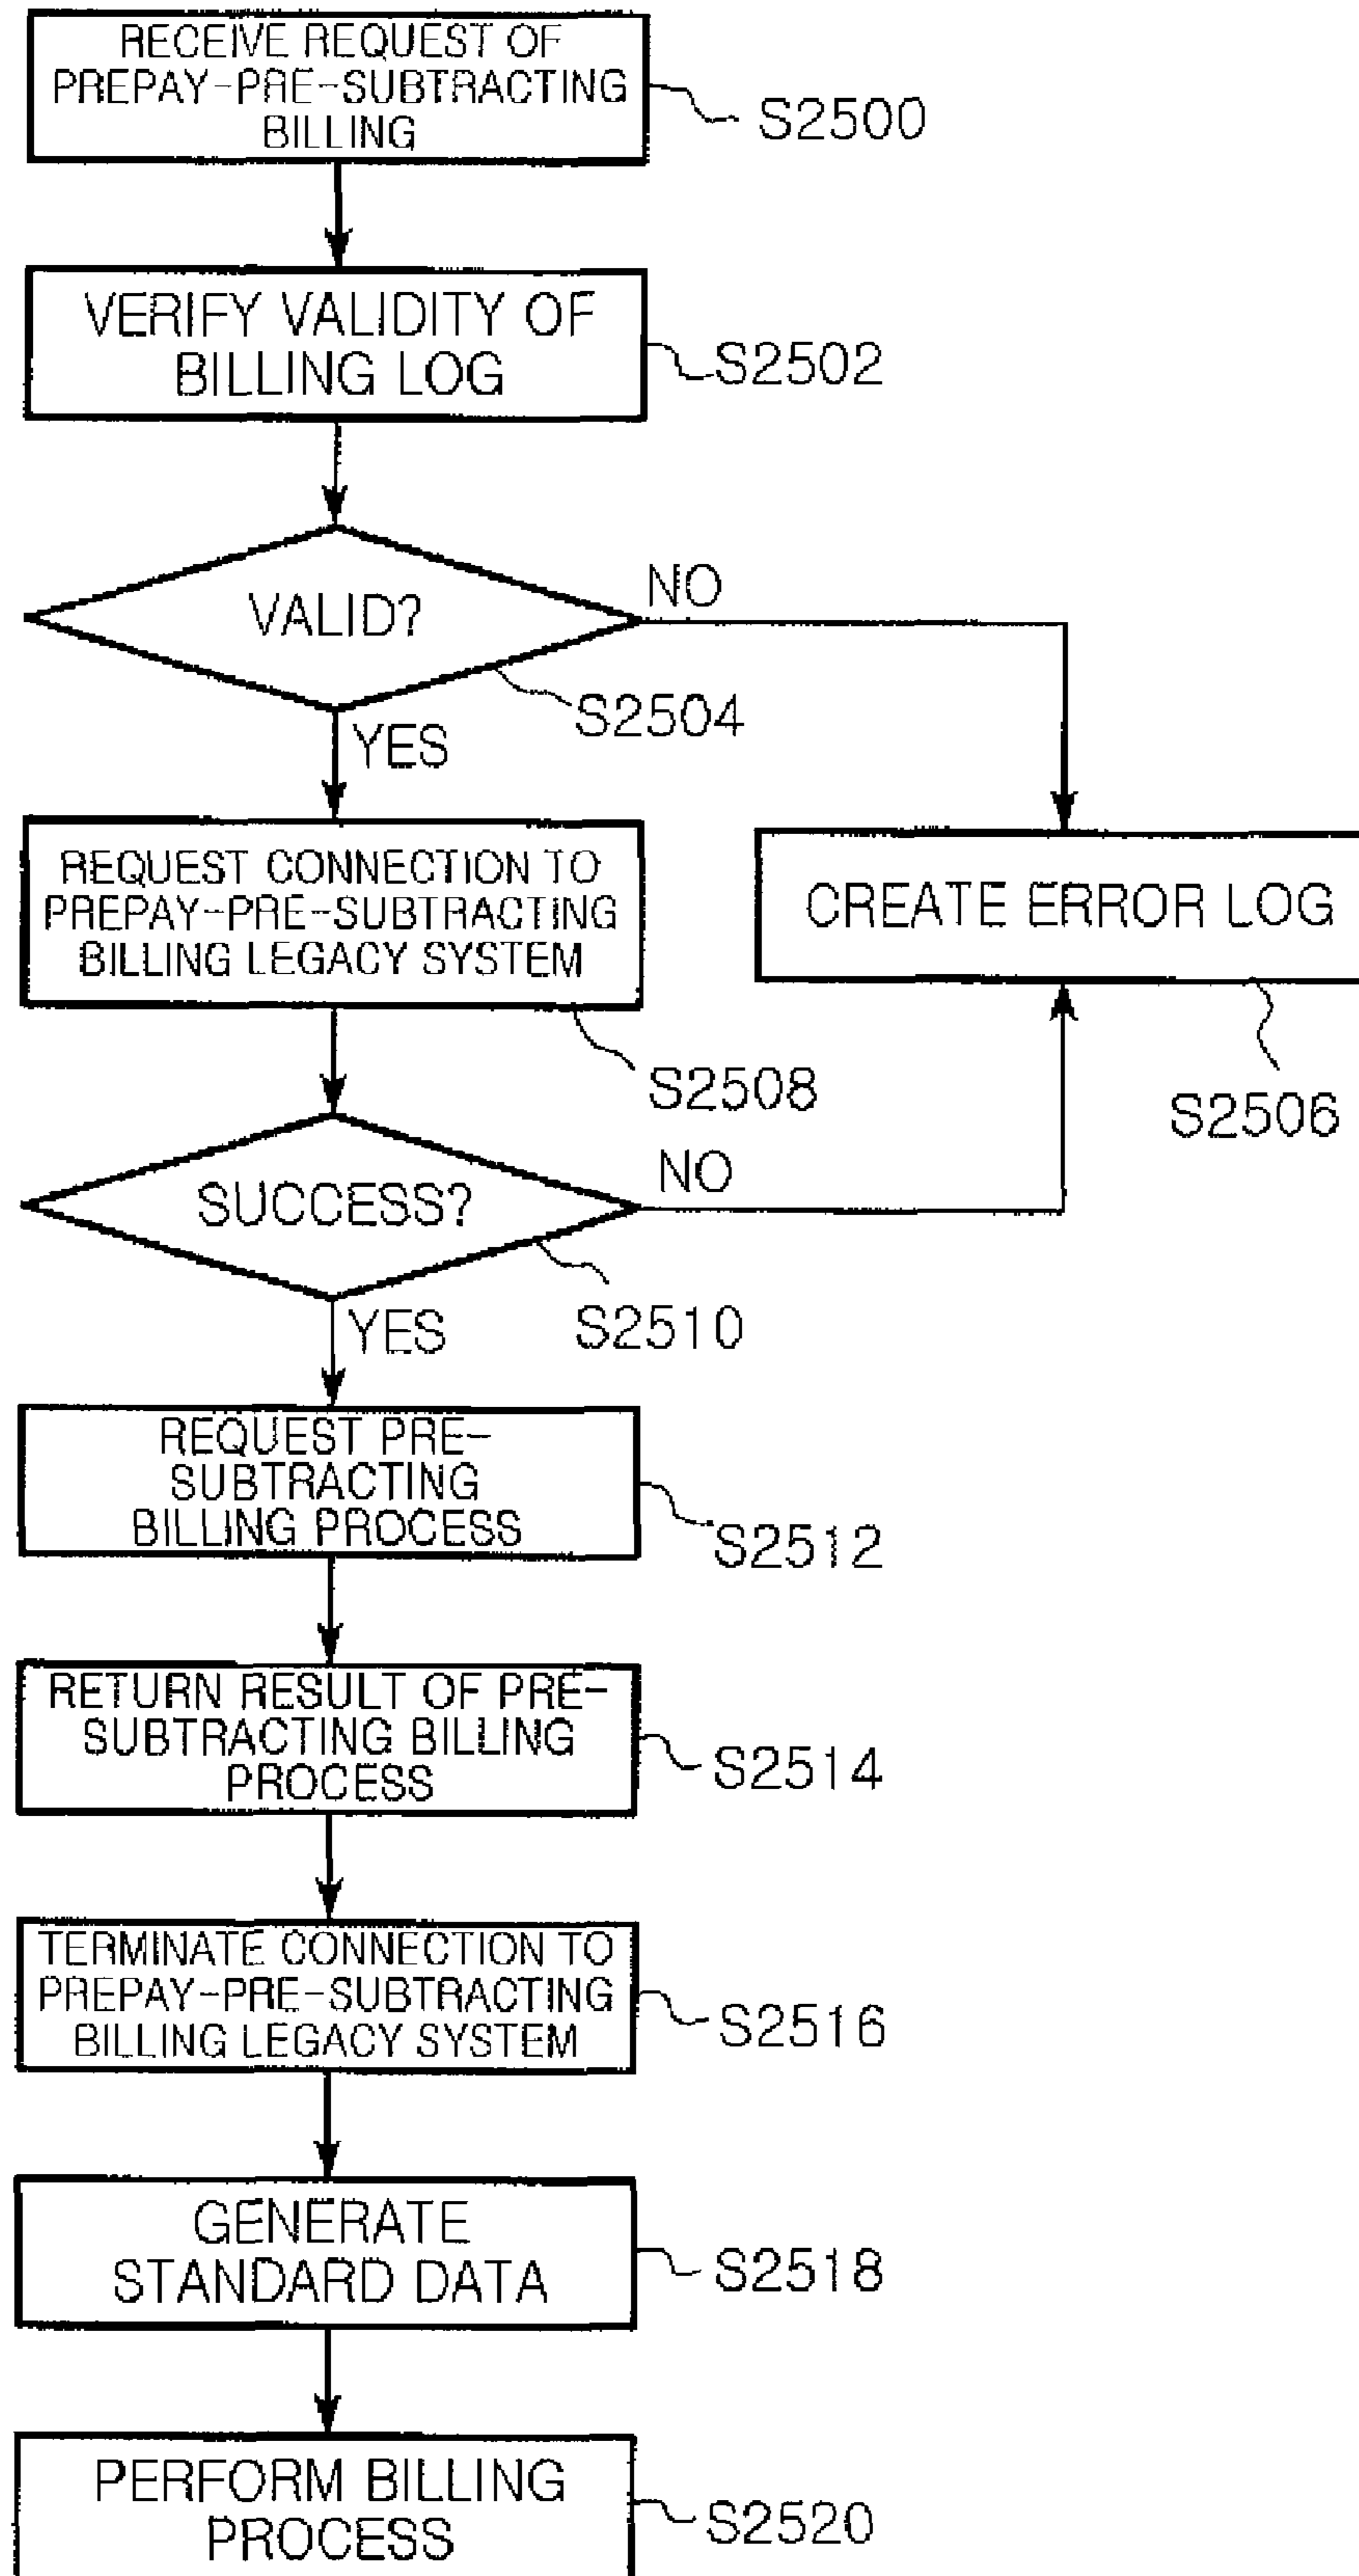 RECEIVE REQUEST OF
PREPAY-PRE-SUBTRACTING
BILLING
S2500
VERIFY VALIDITY OF
BILLING LOG
S2502
VALID?
NO
S2504
YES
REQUEST CONNECTION TO
PREPAY-PRE-SUBTRACTING
BILLING LEGACY SYSTEM
S2508
CREATE ERROR LOG
S2506
SUCCESS?
NO
S2510
YES
REQUEST PRE-
SUBTRACTING
BILLING PROCESS
S2512
RETURN RESULT OF PRE-
SUBTRACTING BILLING
PROCESS
S2514
TERMINATE CONNECTION TO
PREPAY-PRE-SUBTRACTING
BILLING LEGACY SYSTEM
S2516
GENERATE
STANDARD DATA
S2518
PERFORM BILLING
PROCESS
S2520